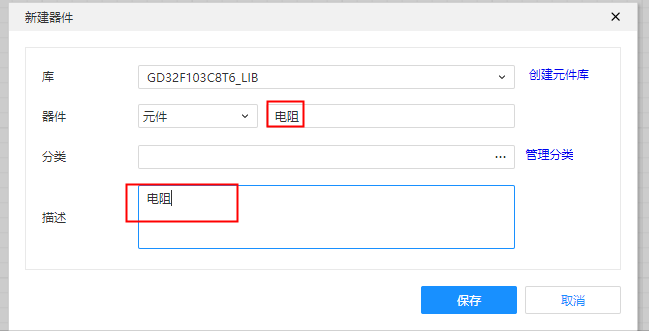 新建器件
库 GD32F103C8T6_LIB 创建元件库
器件 元件 电阻
分类 ... 管理分类
描述 电阻
保存 取消